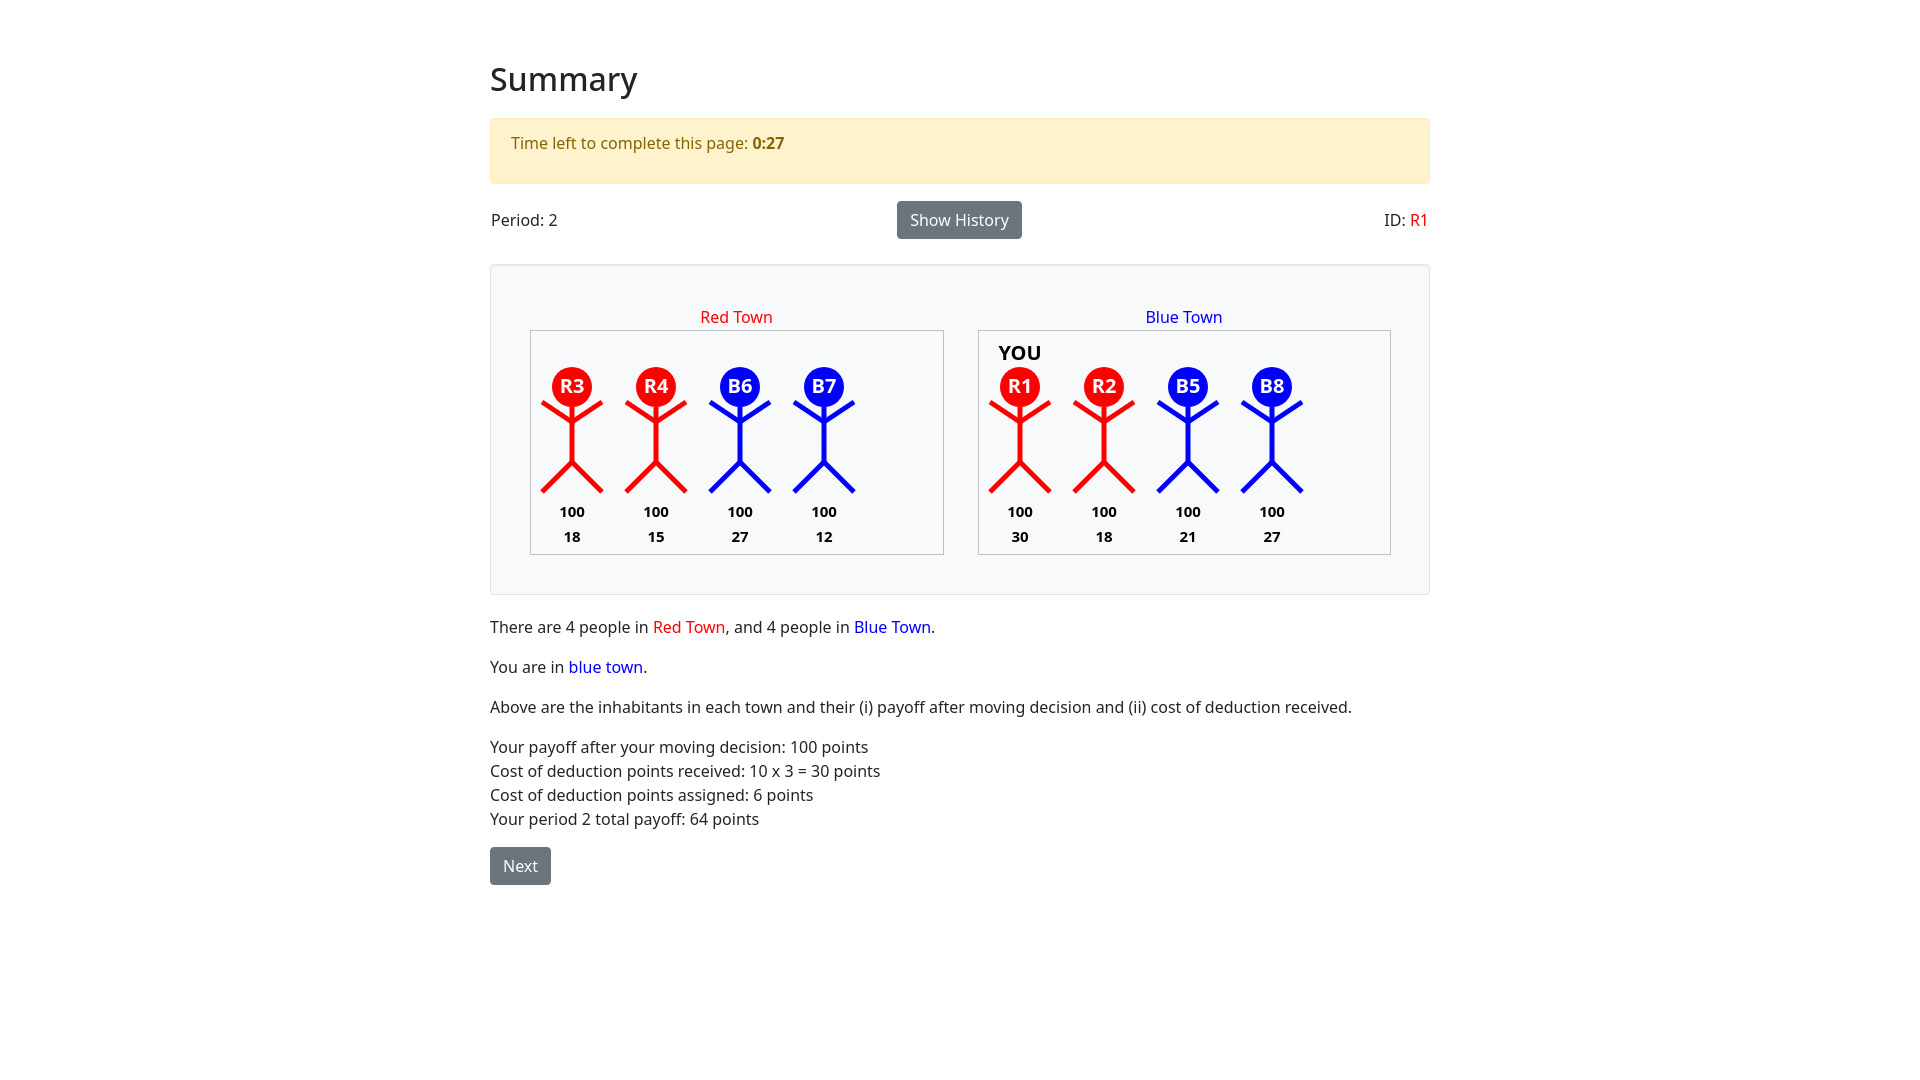 Summary
Time left to complete this page: 0:27
Period: 2
Show History
ID: R1
Red Town
Blue Town
YOU
R3 R4 B6 B7
R1 R2 B5 B8
100 100 100 100
18 15 27 12
100 100 100 100
30 18 21 27
There are 4 people in Red Town, and 4 people in Blue Town.
You are in blue town.
Above are the inhabitants in each town and their (i) payoff after moving decision and (ii) cost of deduction received.
Your payoff after your moving decision: 100 points
Cost of deduction points received: 10 x 3 = 30 points
Cost of deduction points assigned: 6 points
Your period 2 total payoff: 64 points
Next